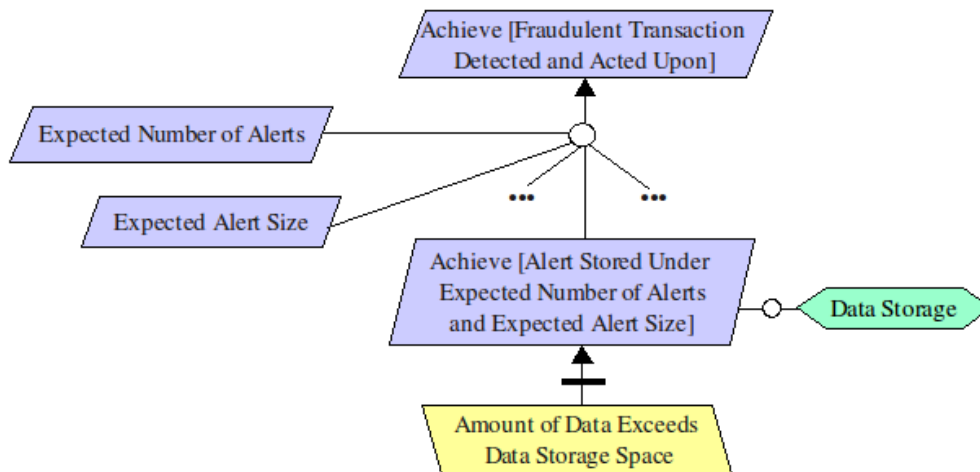 Achieve [Fraudulent Transaction
Detected and Acted Upon]
Expected Number of Alerts
Expected Alert Size
...
...
Achieve [Alert Stored Under
Expected Number of Alerts
and Expected Alert Size]
Data Storage
Amount of Data Exceeds
Data Storage Space